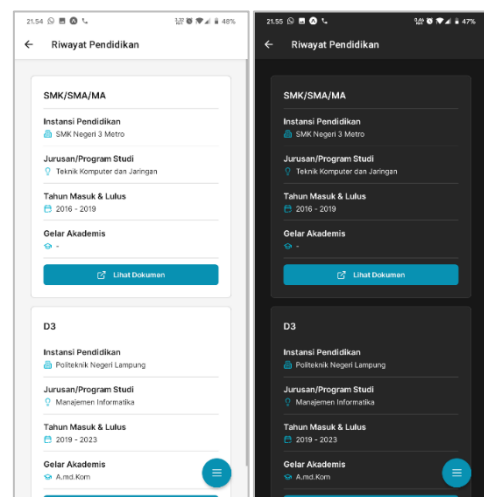 21.54
48%
Riwayat Pendidikan
SMK/SMA/MA
Instansi Pendidikan
SMK Negeri 3 Metro
Jurusan/Program Studi
Teknik Komputer dan Jaringan
Tahun Masuk & Lulus
2016 - 2019
Gelar Akademis
-
Lihat Dokumen
D3
Instansi Pendidikan
Politeknik Negeri Lampung
Jurusan/Program Studi
Manajemen Informatika
Tahun Masuk & Lulus
2019 - 2023
Gelar Akademis
A.md.Kom
21.55
47%
Riwayat Pendidikan
SMK/SMA/MA
Instansi Pendidikan
SMK Negeri 3 Metro
Jurusan/Program Studi
Teknik Komputer dan Jaringan
Tahun Masuk & Lulus
2016 - 2019
Gelar Akademis
-
Lihat Dokumen
D3
Instansi Pendidikan
Politeknik Negeri Lampung
Jurusan/Program Studi
Manajemen Informatika
Tahun Masuk & Lulus
2019 - 2023
Gelar Akademis
A.md.Kom